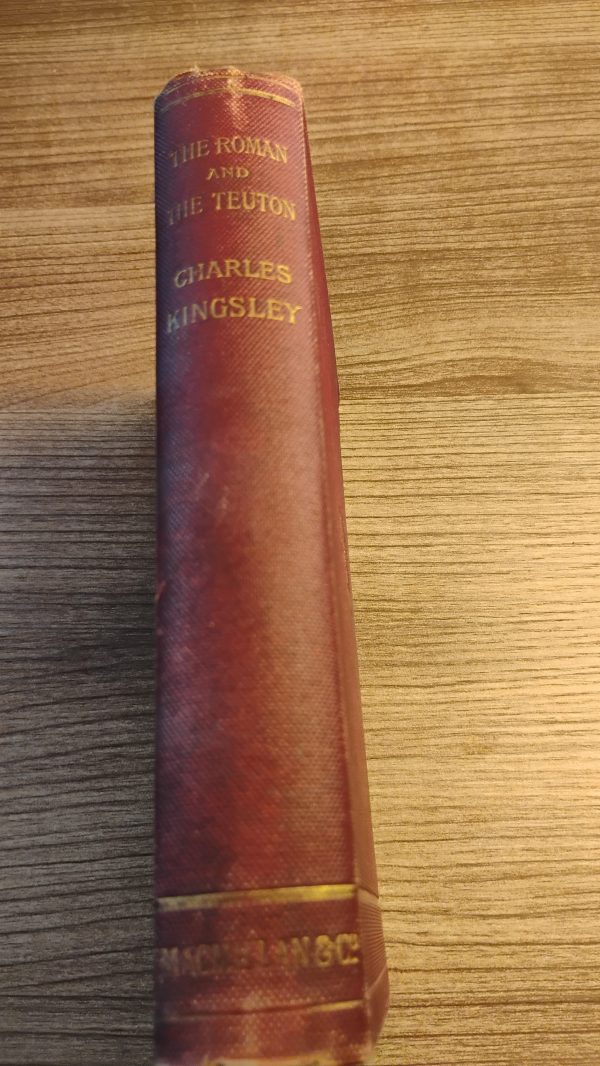 THE ROMAN
AND
THE TEUTON
CHARLES
KINGSLEY
MACMILLAN & Co.